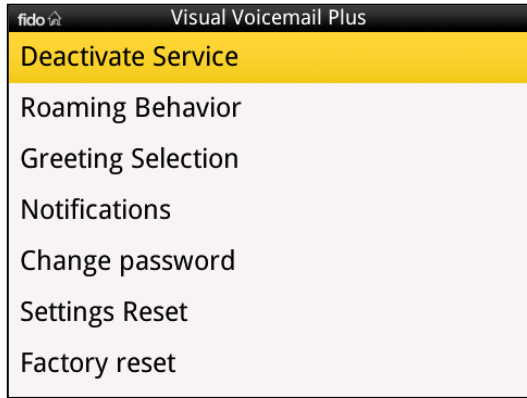 fido Visual Voicemail Plus
Deactivate Service
Roaming Behavior
Greeting Selection
Notifications
Change password
Settings Reset
Factory reset